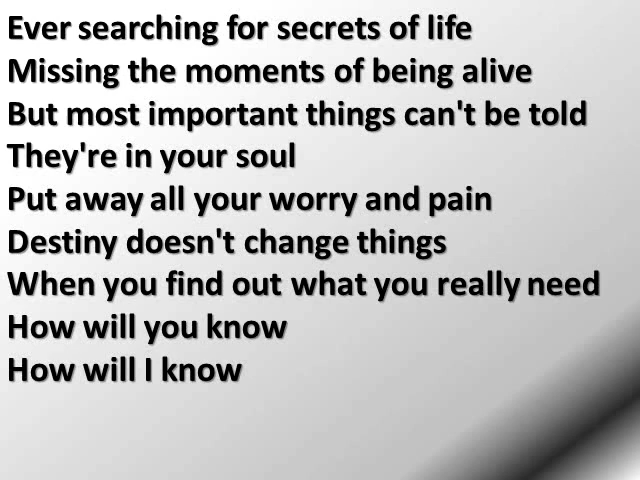 Ever searching for secrets of life
Missing the moments of being alive
But most important things can't be told
They're in your soul
Put away all your worry and pain
Destiny doesn't change things
When you find out what you really need
How will you know
How will I know